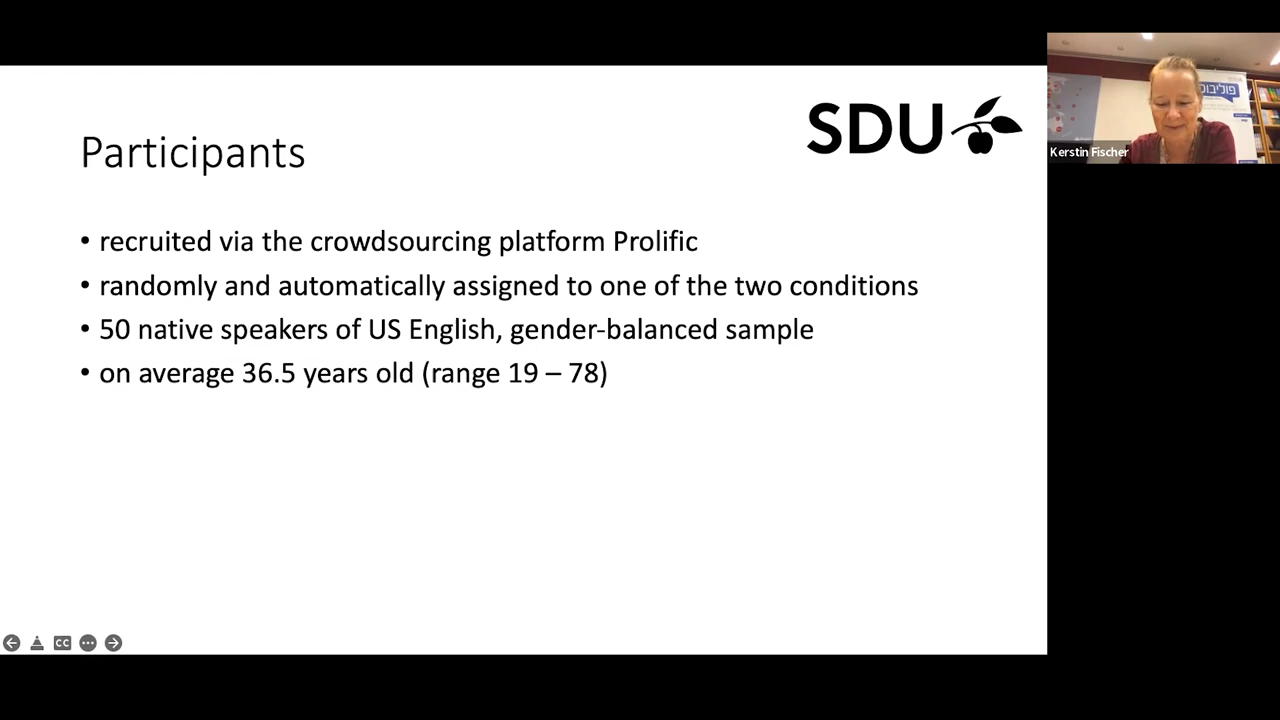 Participants
SDU
• recruited via the crowdsourcing platform Prolific
• randomly and automatically assigned to one of the two conditions
• 50 native speakers of US English, gender-balanced sample
• on average 36.5 years old (range 19 – 78)
Kerstin Fischer
CC